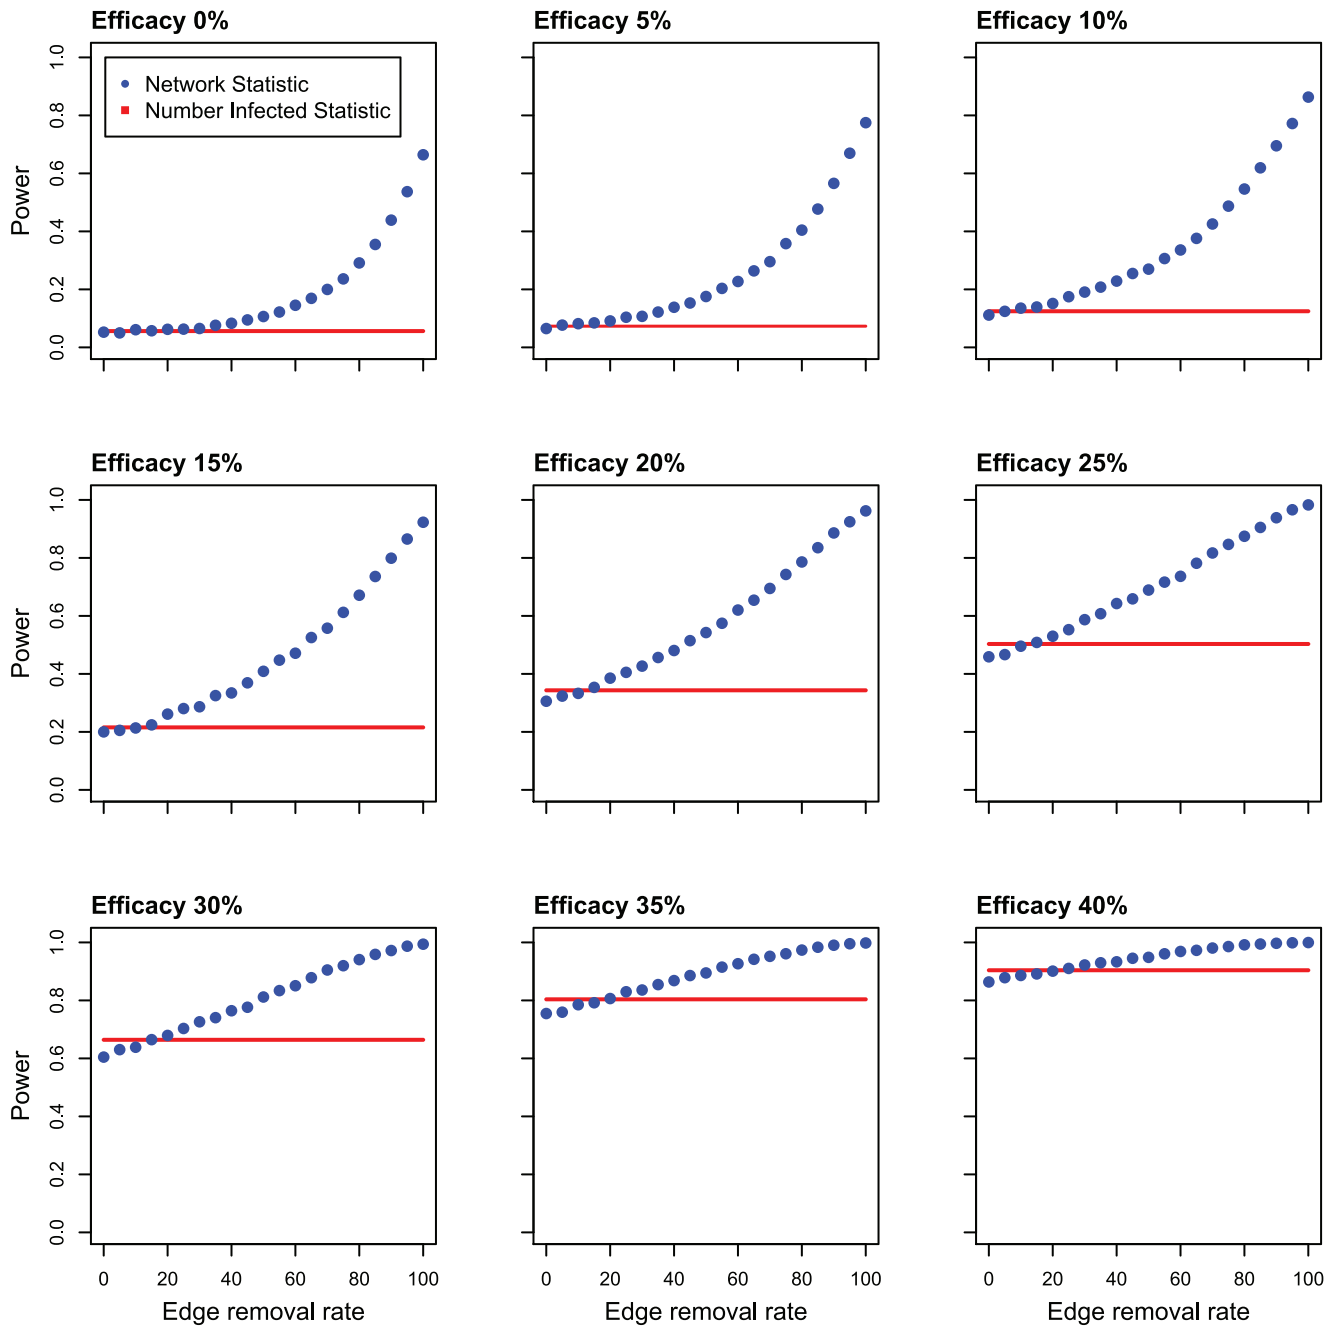 Efficacy 0%
Efficacy 5%
Efficacy 10%
Network Statistic
Number Infected Statistic
Power
0.0 0.2 0.4 0.6 0.8 1.0
Efficacy 15%
Efficacy 20%
Efficacy 25%
Power
0.0 0.2 0.4 0.6 0.8 1.0
Efficacy 30%
Efficacy 35%
Efficacy 40%
Power
0.0 0.2 0.4 0.6 0.8 1.0
0 20 40 60 80 100
0 20 40 60 80 100
0 20 40 60 80 100
Edge removal rate
Edge removal rate
Edge removal rate